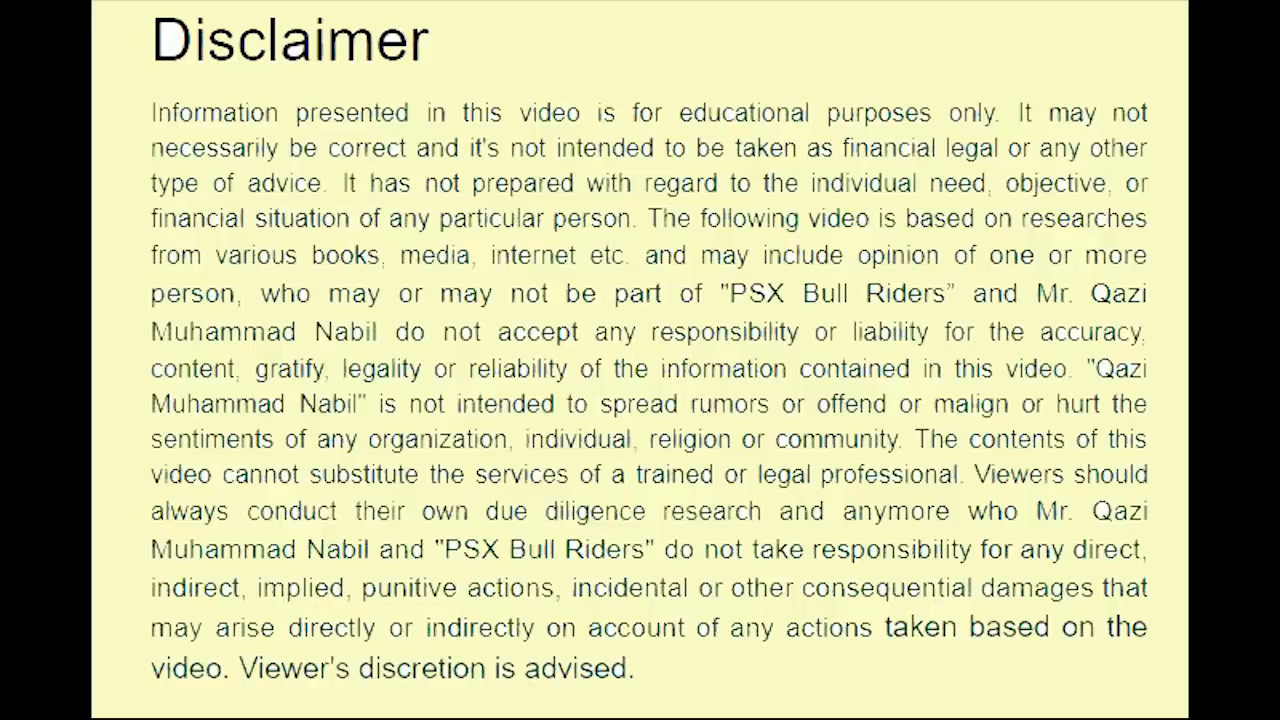 Disclaimer
Information presented in this video is for educational purposes only. It may not
necessarily be correct and it's not intended to be taken as financial legal or any other
type of advice. It has not prepared with regard to the individual need, objective, or
financial situation of any particular person. The following video is based on researches
from various books, media, internet etc. and may include opinion of one or more
person, who may or may not be part of "PSX Bull Riders" and Mr. Qazi
Muhammad Nabil do not accept any responsibility or liability for the accuracy,
content, gratify, legality or reliability of the information contained in this video. "Qazi
Muhammad Nabil" is not intended to spread rumors or offend or malign or hurt the
sentiments of any organization, individual, religion or community. The contents of this
video cannot substitute the services of a trained or legal professional. Viewers should
always conduct their own due diligence research and anymore who Mr. Qazi
Muhammad Nabil and "PSX Bull Riders" do not take responsibility for any direct,
indirect, implied, punitive actions, incidental or other consequential damages that
may arise directly or indirectly on account of any actions taken based on the
video. Viewer's discretion is advised.